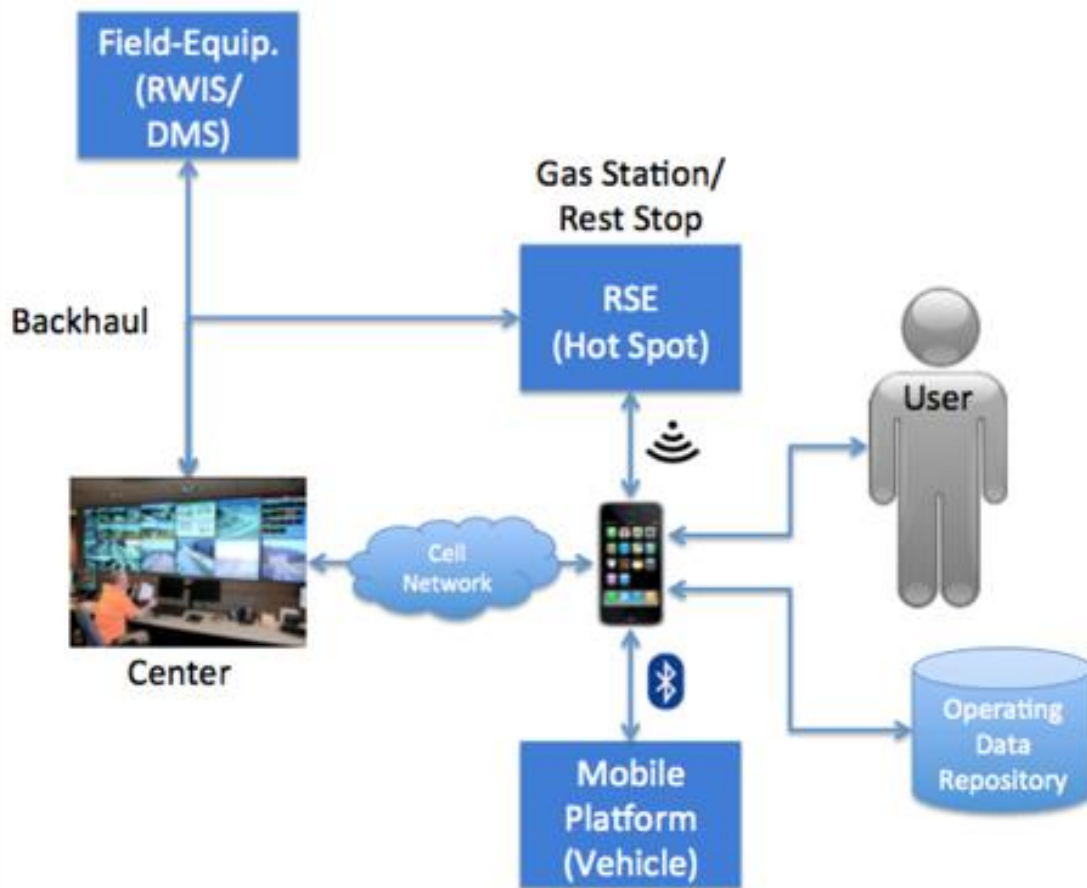 Field-Equip.
(RWIS/
DMS)
Gas Station/
Rest Stop
Backhaul
RSE
(Hot Spot)
User
Cell
Network
Center
Operating
Data
Repository
Mobile
Platform
(Vehicle)